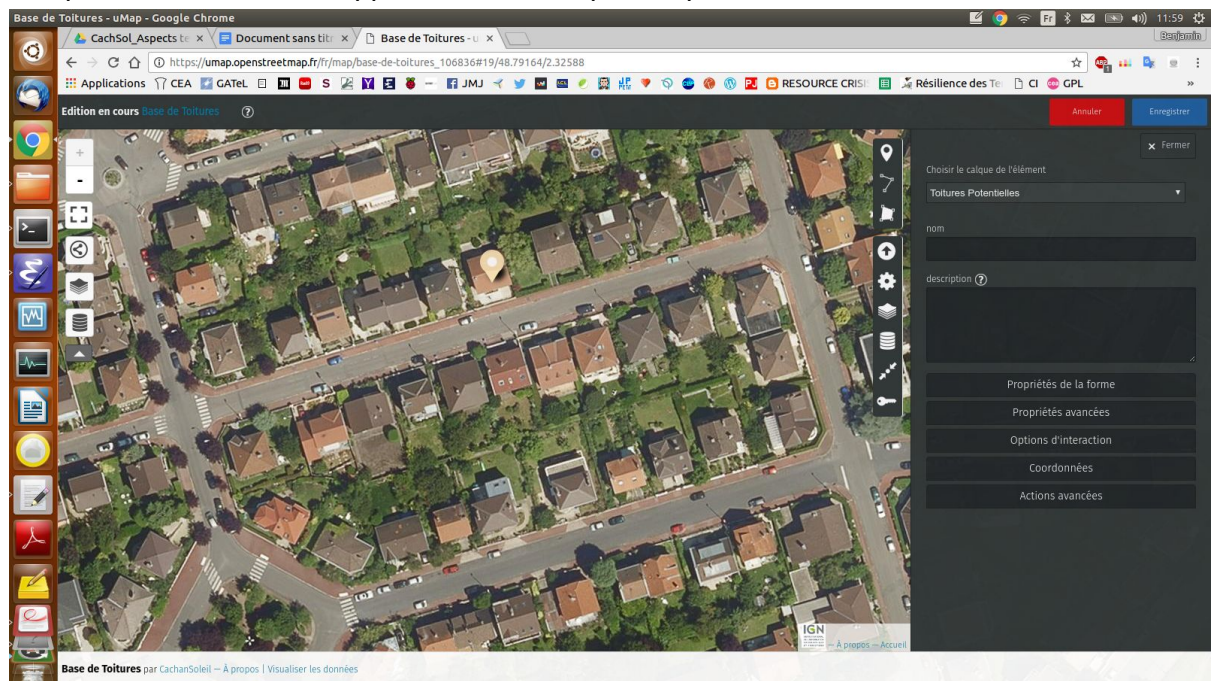 Base de Toitures - uMap - Google Chrome
Fr
11:59
Benjamin
CachSol_Aspects te
Document sans titr
Base de Toitures - u
https://umap.openstreetmap.fr/fr/map/base-de-toitures_106836#19/48.79164/2.32588
Applications
CEA
GATeL
S
JMJ
RESOURCE CRISI
Résilience des Te
CI
GPL
»
Edition en cours Base de Toitures
?
Annuler
Enregistrer
+
-
x Fermer
Choisir le calque de l'élément
Toitures Potentielles
nom
description ?
Propriétés de la forme
Propriétés avancées
Options d'interaction
Coordonnées
Actions avancées
IGN
— À propos — Accueil
Base de Toitures par CachanSoleil — À propos | Visualiser les données